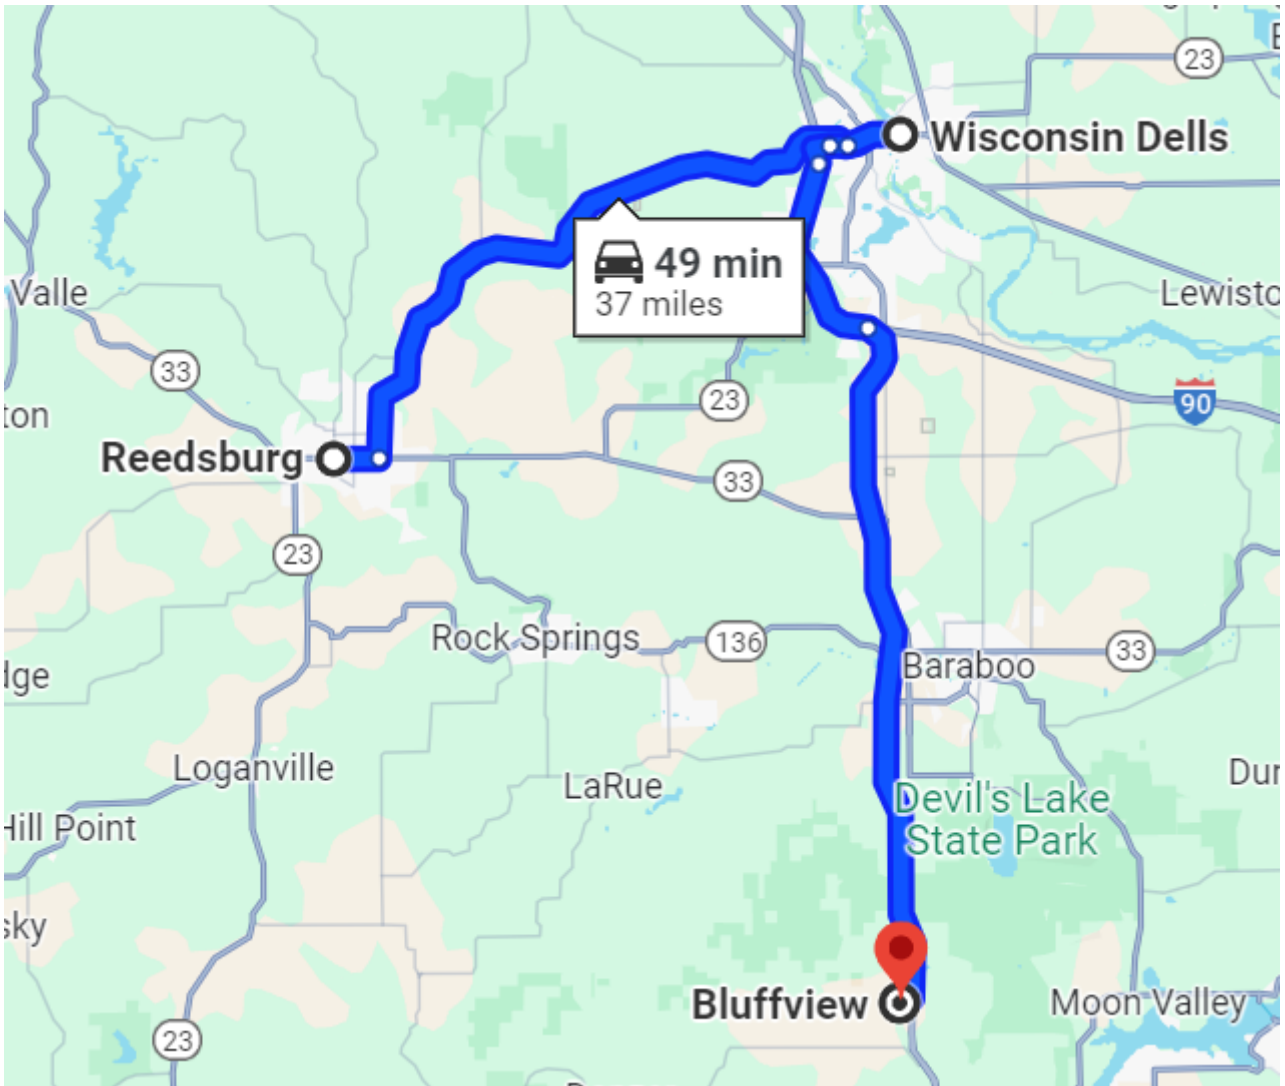 23
Wisconsin Dells
49 min
37 miles
Valle
Lewisto
33
90
23
ton
Reedsburg
33
23
Rock Springs
136
33
Baraboo
dge
Loganville
LaRue
Devil's Lake
State Park
Dur
Hill Point
sky
Bluffview
Moon Valley
23